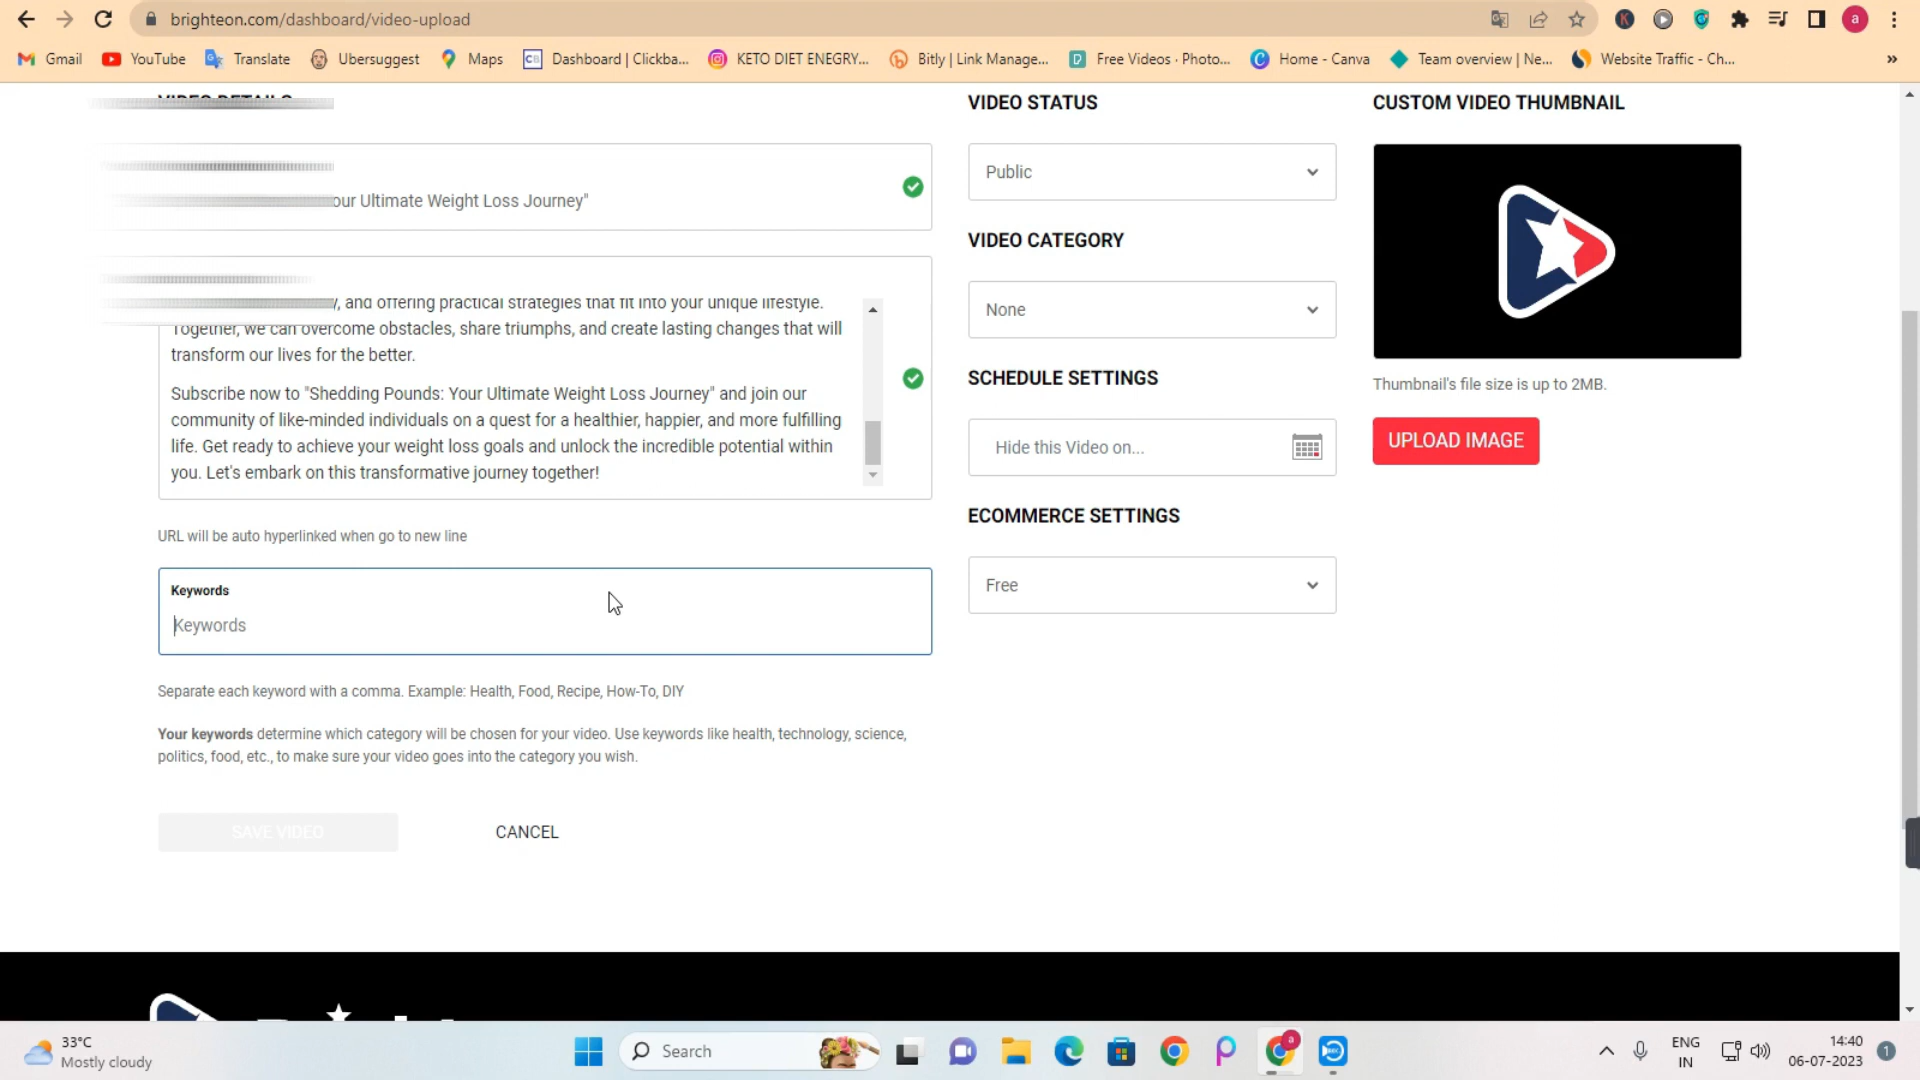 brighteon.com/dashboard/video-upload
Gmail
YouTube
Translate
Ubersuggest
Maps
Dashboard | Clickba...
KETO DIET ENEGRY...
Bitly | Link Manage...
Free Videos · Photo...
Home - Canva
Team overview | Ne...
Website Traffic - Ch...
»
a
VIDEO STATUS
CUSTOM VIDEO THUMBNAIL
our Ultimate Weight Loss Journey"
Public
VIDEO CATEGORY
None
, and offering practical strategies that fit into your unique lifestyle.
Together, we can overcome obstacles, share triumphs, and create lasting changes that will
transform our lives for the better.
Subscribe now to "Shedding Pounds: Your Ultimate Weight Loss Journey" and join our
community of like-minded individuals on a quest for a healthier, happier, and more fulfilling
life. Get ready to achieve your weight loss goals and unlock the incredible potential within
you. Let's embark on this transformative journey together!
SCHEDULE SETTINGS
Hide this Video on...
Thumbnail's file size is up to 2MB.
UPLOAD IMAGE
URL will be auto hyperlinked when go to new line
ECOMMERCE SETTINGS
Free
Keywords
Keywords
Separate each keyword with a comma. Example: Health, Food, Recipe, How-To, DIY
Your keywords determine which category will be chosen for your video. Use keywords like health, technology, science,
politics, food, etc., to make sure your video goes into the category you wish.
SAVE VIDEO
CANCEL
33°C
Mostly cloudy
Search
ENG
IN
14:40
06-07-2023
1